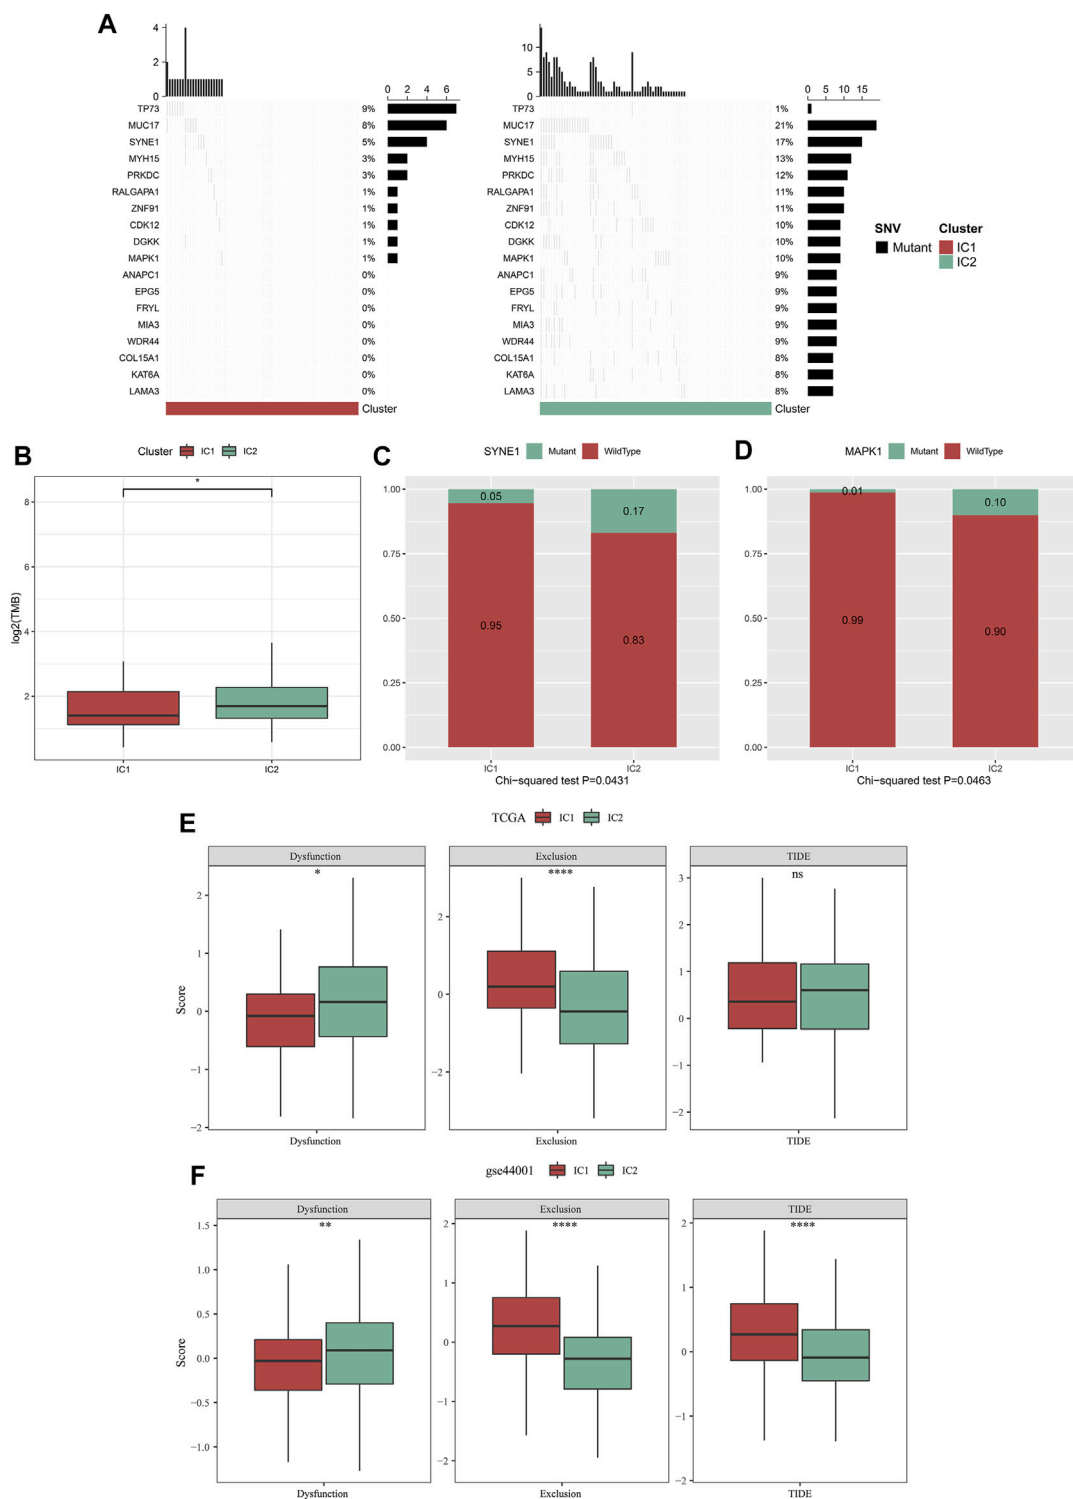 A
4
2
0
0 2 4 6
TP73 9%
MUC17 8%
SYNE1 5%
MYH15 3%
PRKDC 3%
RALGAPA1 1%
ZNF91 1%
CDK12 1%
DGKK 1%
MAPK1 1%
ANAPC1 0%
EPG5 0%
FRYL 0%
MIA3 0%
WDR44 0%
COL15A1 0%
KAT6A 0%
LAMA3 0%
Cluster
10
5
0
0 5 10 15
TP73 1%
MUC17 21%
SYNE1 17%
MYH15 13%
PRKDC 12%
RALGAPA1 11%
ZNF91 11%
CDK12 10%
DGKK 10%
MAPK1 10%
ANAPC1 9%
EPG5 9%
FRYL 9%
MIA3 9%
WDR44 9%
COL15A1 8%
KAT6A 8%
LAMA3 8%
Cluster
SNV
Mutant
Cluster
IC1
IC2
B
Cluster IC1 IC2
*
8
6
4
2
log2(TMB)
IC1 IC2
C
SYNE1 Mutant WildType
1.00
0.75
0.50
0.25
0.00
0.05
0.17
0.95
0.83
IC1 IC2
Chi-squared test P=0.0431
D
MAPK1 Mutant WildType
1.00
0.75
0.50
0.25
0.00
0.01
0.10
0.99
0.90
IC1 IC2
Chi-squared test P=0.0463
E
TCGA IC1 IC2
Dysfunction
*
2
1
0
−1
−2
Score
Dysfunction
Exclusion
****
2
0
−2
Exclusion
TIDE
ns
3
2
1
0
−1
−2
TIDE
F
gse44001 IC1 IC2
Dysfunction
**
1.5
1.0
0.5
0.0
−0.5
−1.0
Score
Dysfunction
Exclusion
****
2
1
0
−1
−2
Exclusion
TIDE
****
2
1
0
−1
−2
TIDE